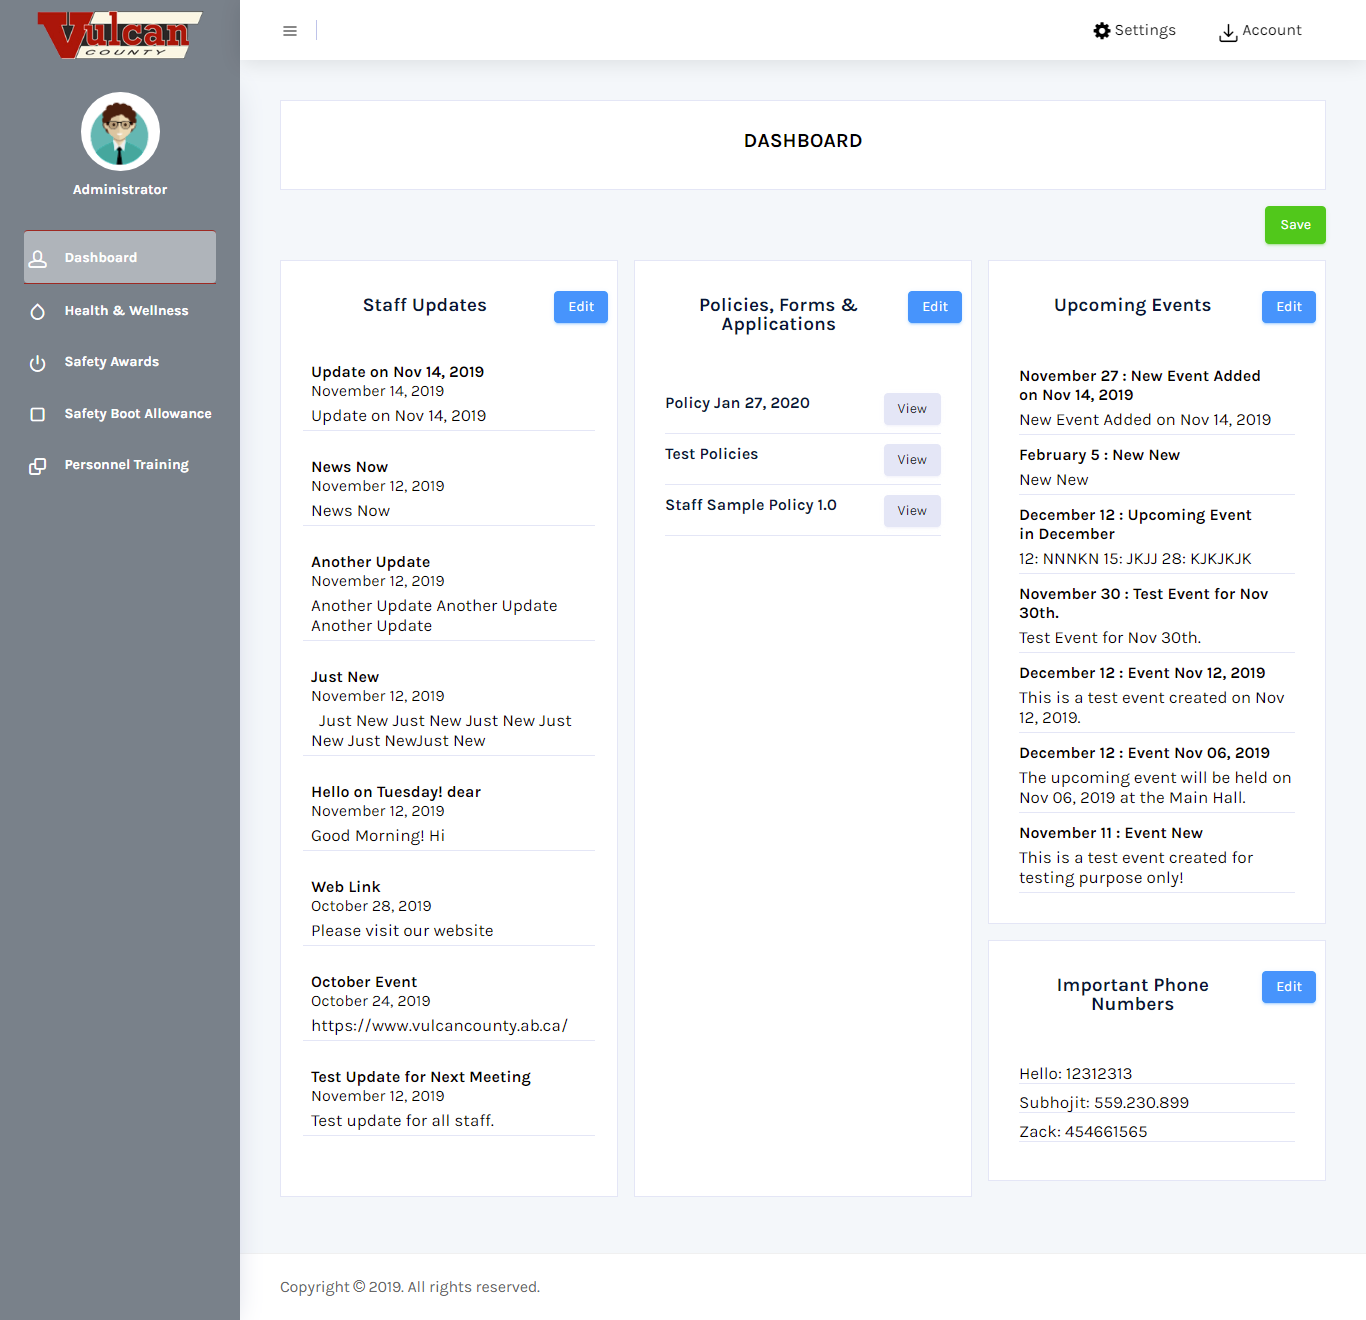 Vulcan
COUNTY
Administrator
Dashboard
Health & Wellness
Safety Awards
Safety Boot Allowance
Personnel Training
Settings
Account
DASHBOARD
Save
Staff Updates
Edit
Update on Nov 14, 2019
November 14, 2019
Update on Nov 14, 2019
News Now
November 12, 2019
News Now
Another Update
November 12, 2019
Another Update Another Update
Another Update
Just New
November 12, 2019
Just New Just New Just New Just
New Just NewJust New
Hello on Tuesday! dear
November 12, 2019
Good Morning! Hi
Web Link
October 28, 2019
Please visit our website
October Event
October 24, 2019
https://www.vulcancounty.ab.ca/
Test Update for Next Meeting
November 12, 2019
Test update for all staff.
Policies, Forms &
Applications
Edit
Policy Jan 27, 2020
View
Test Policies
View
Staff Sample Policy 1.0
View
Upcoming Events
Edit
November 27 : New Event Added
on Nov 14, 2019
New Event Added on Nov 14, 2019
February 5 : New New
New New
December 12 : Upcoming Event
in December
12: NNNKN 15: JKJJ 28: KJKJKJK
November 30 : Test Event for Nov
30th.
Test Event for Nov 30th.
December 12 : Event Nov 12, 2019
This is a test event created on Nov
12, 2019.
December 12 : Event Nov 06, 2019
The upcoming event will be held on
Nov 06, 2019 at the Main Hall.
November 11 : Event New
This is a test event created for
testing purpose only!
Important Phone
Numbers
Edit
Hello: 12312313
Subhojit: 559.230.899
Zack: 454661565
Copyright © 2019. All rights reserved.